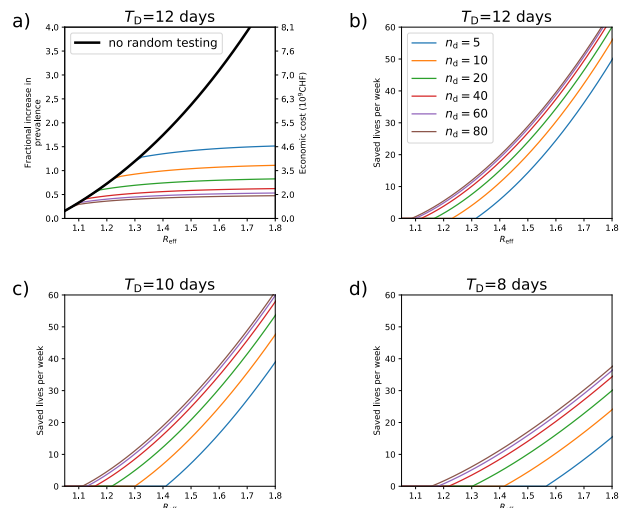 a)
T_D=12 days
4.0
3.5
3.0
2.5
2.0
1.5
1.0
0.5
0.0
Fractional increase in
prevalence
no random testing
8.1
7.6
7.0
6.3
5.5
4.6
3.5
2.0
0.0
Economic cost (10⁹CHF)
1.1 1.2 1.3 1.4 1.5 1.6 1.7 1.8
R_eff
b)
T_D=12 days
60
50
40
30
20
10
0
Saved lives per week
n_d = 5
n_d = 10
n_d = 20
n_d = 40
n_d = 60
n_d = 80
1.1 1.2 1.3 1.4 1.5 1.6 1.7 1.8
R_eff
c)
T_D=10 days
60
50
40
30
20
10
0
Saved lives per week
1.1 1.2 1.3 1.4 1.5 1.6 1.7 1.8
d)
T_D=8 days
60
50
40
30
20
10
0
Saved lives per week
1.1 1.2 1.3 1.4 1.5 1.6 1.7 1.8